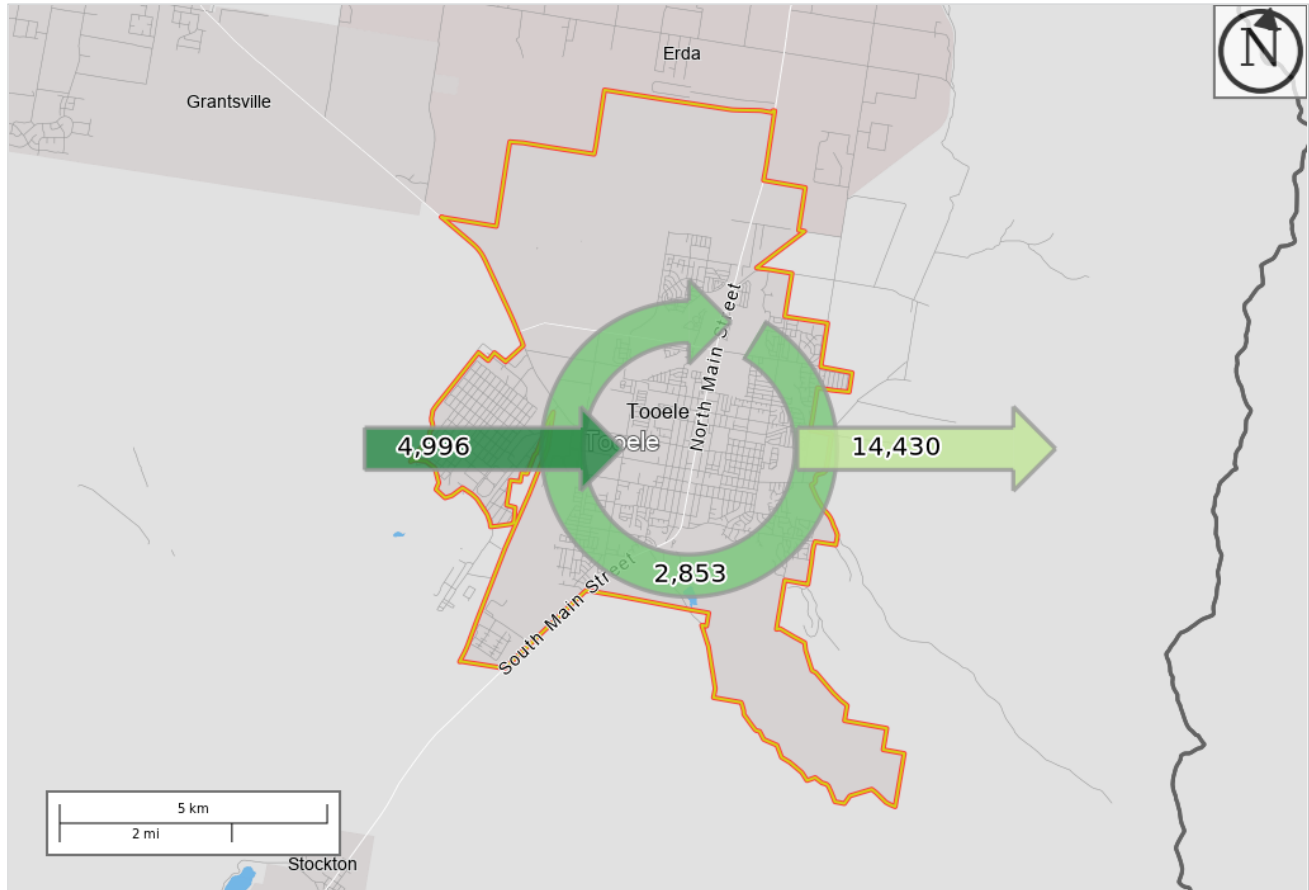 Erda
N
Grantsville
North Main Street
Tooele
Tooele
4,996
14,430
2,853
South Main Street
5 km
2 mi
Stockton